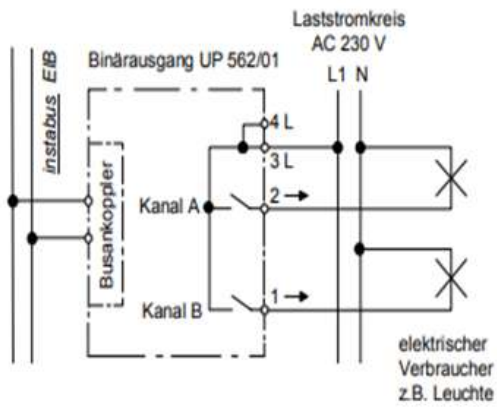 Laststromkreis
AC 230 V
Binärausgang UP 562/01
L1 N
instabus EIB
4 L
3 L
Busankoppler
Kanal A
2
Kanal B
1
elektrischer
Verbraucher
z.B. Leuchte